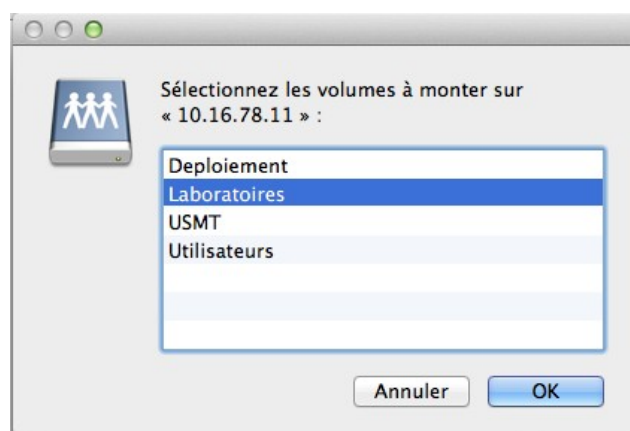 Sélectionnez les volumes à monter sur
« 10.16.78.11 » :
Deploiement
Laboratoires
USMT
Utilisateurs
Annuler
OK